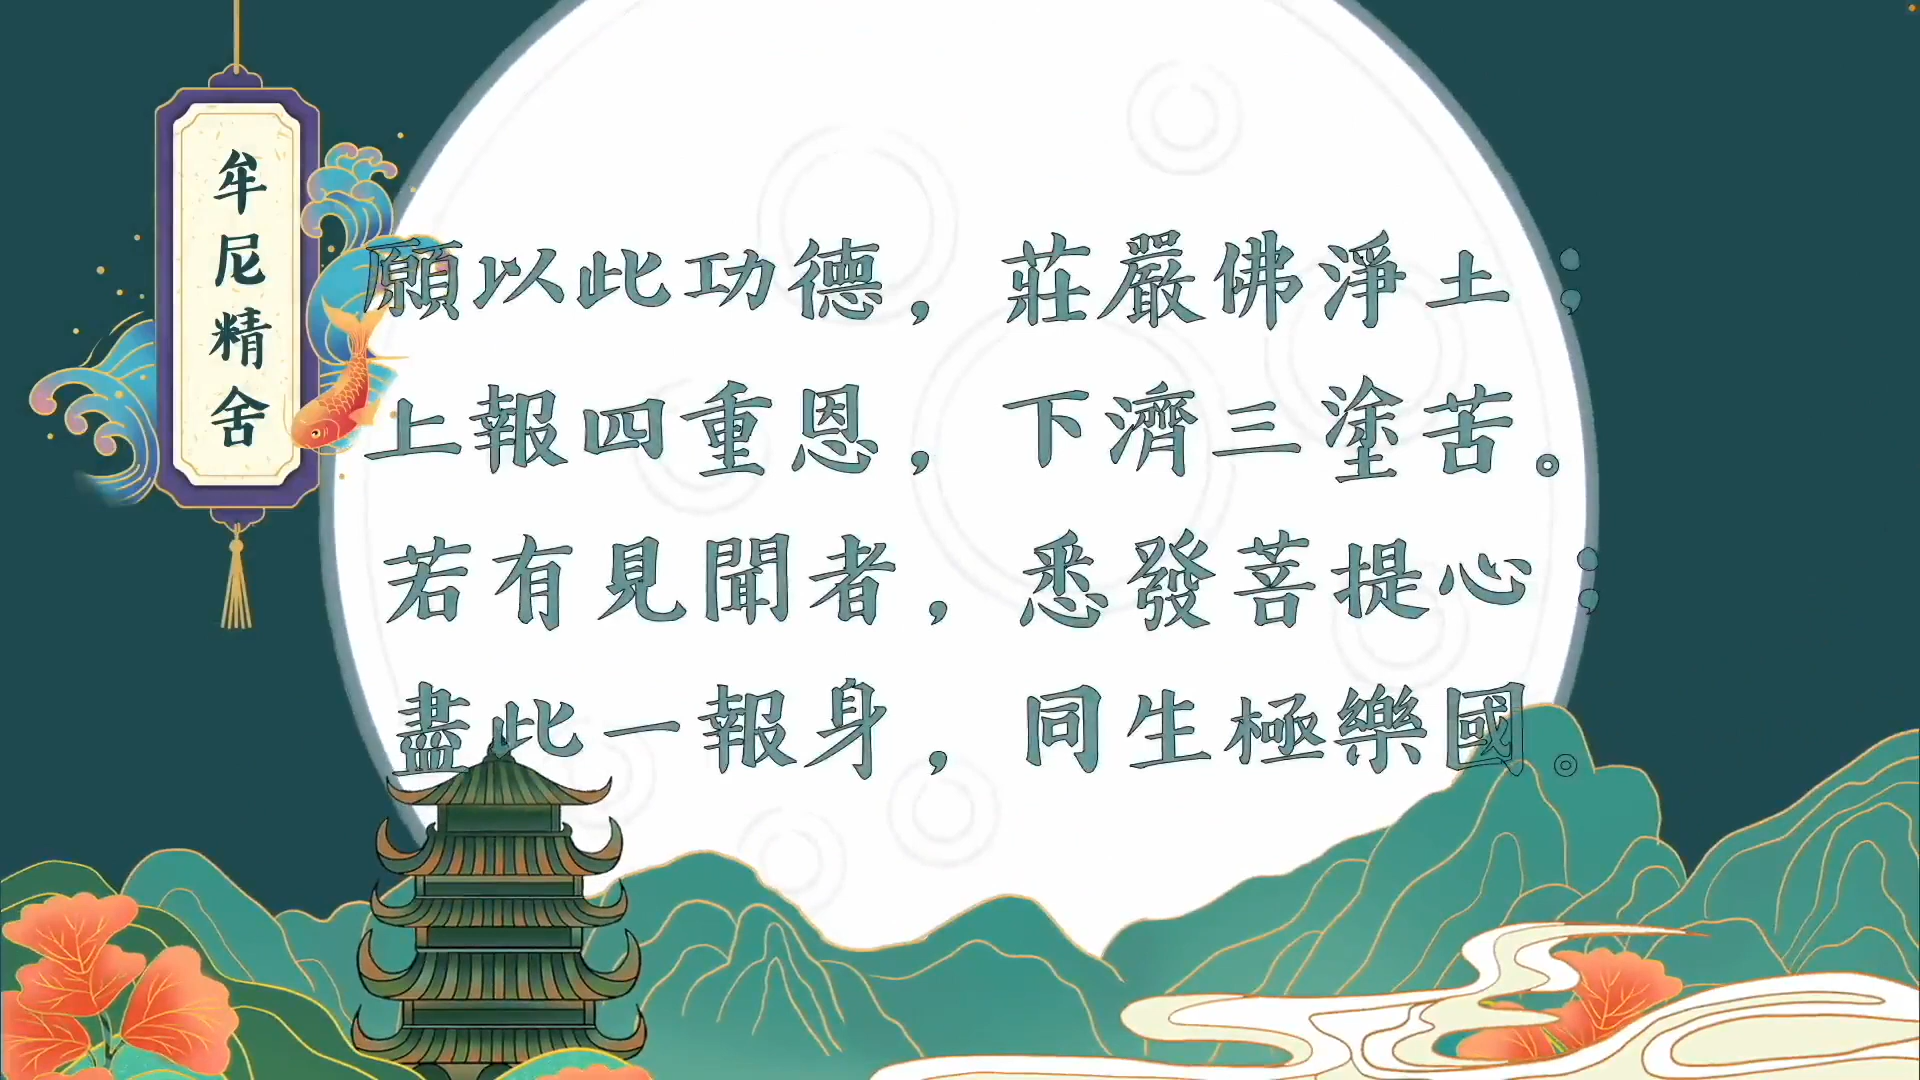 牟尼精舍
願以此功德，莊嚴佛淨土；
上報四重恩，下濟三塗苦。
若有見聞者，悉發菩提心；
盡此一報身，同生極樂國。